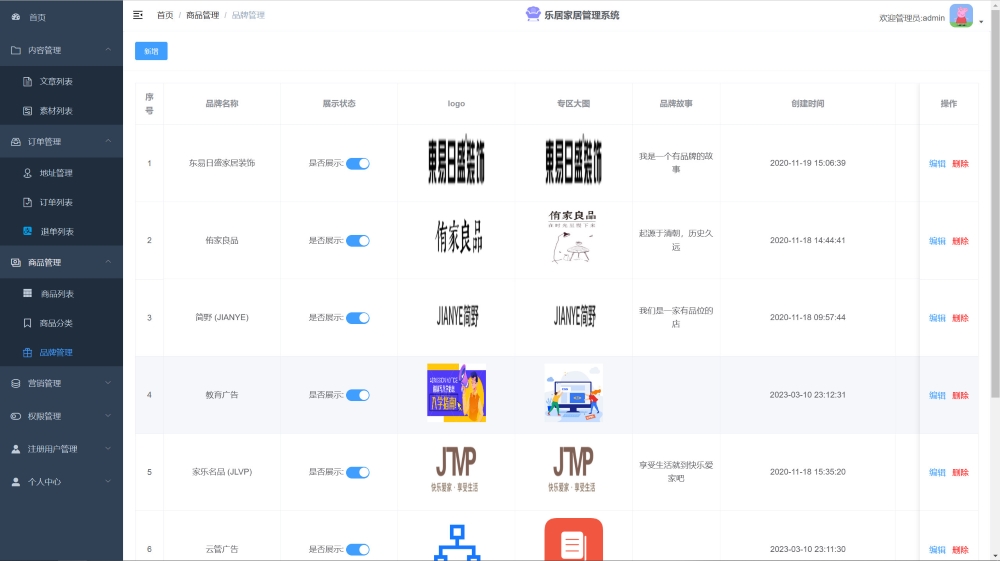 首页
内容管理
文章列表
素材列表
订单管理
地址管理
订单列表
退单列表
商品管理
商品列表
商品分类
品牌管理
营销管理
权限管理
注册用户管理
个人中心
首页 / 商品管理 / 品牌管理
乐居家居管理系统
欢迎管理员:admin
新增
序号 品牌名称 展示状态 logo 专区大图 品牌故事 创建时间 操作
1 东易日盛家居装饰 是否展示: 東易日盛装饰 東易日盛装饰 我是一个有品牌的故事 2020-11-19 15:06:39 编辑 删除
2 侑家良品 是否展示: 侑家良品 侑家良品 起源于清朝，历史久远 2020-11-18 14:44:41 编辑 删除
3 简野 (JIANYE) 是否展示: JIANYE简野 JIANYE简野 我们是一家有品位的店 2020-11-18 09:57:44 编辑 删除
4 教育广告 是否展示: 入学指南 2023-03-10 23:12:31 编辑 删除
5 家乐名品 (JLVP) 是否展示: JLVP 快乐爱家·享受生活 JLVP 快乐爱家·享受生活 享受生活就到快乐爱家吧 2020-11-18 15:35:20 编辑 删除
6 云管广告 是否展示: 2023-03-10 23:11:30 编辑 删除